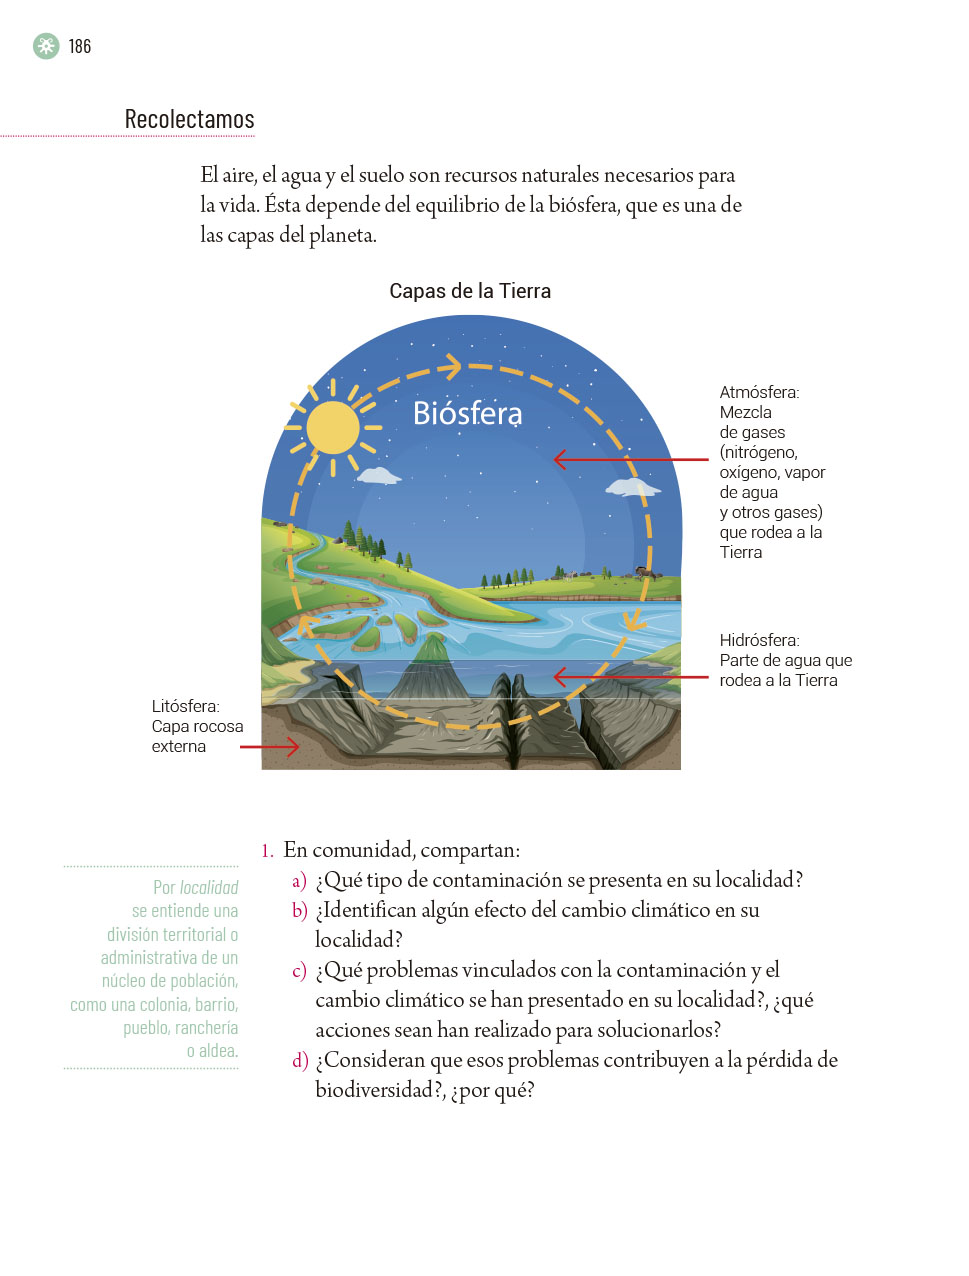 186
Recolectamos
El aire, el agua y el suelo son recursos naturales necesarios para
la vida. Ésta depende del equilibrio de la biósfera, que es una de
las capas del planeta.
Capas de la Tierra
Biósfera
Atmósfera:
Mezcla
de gases
(nitrógeno,
oxígeno, vapor
de agua
y otros gases)
que rodea a la
Tierra
Hidrósfera:
Parte de agua que
rodea a la Tierra
Litósfera:
Capa rocosa
externa
1. En comunidad, compartan:
a) ¿Qué tipo de contaminación se presenta en su localidad?
b) ¿Identifican algún efecto del cambio climático en su
localidad?
c) ¿Qué problemas vinculados con la contaminación y el
cambio climático se han presentado en su localidad?, ¿qué
acciones sean han realizado para solucionarlos?
d) ¿Consideran que esos problemas contribuyen a la pérdida de
biodiversidad?, ¿por qué?
Por localidad
se entiende una
división territorial o
administrativa de un
núcleo de población,
como una colonia, barrio,
pueblo, ranchería
o aldea.